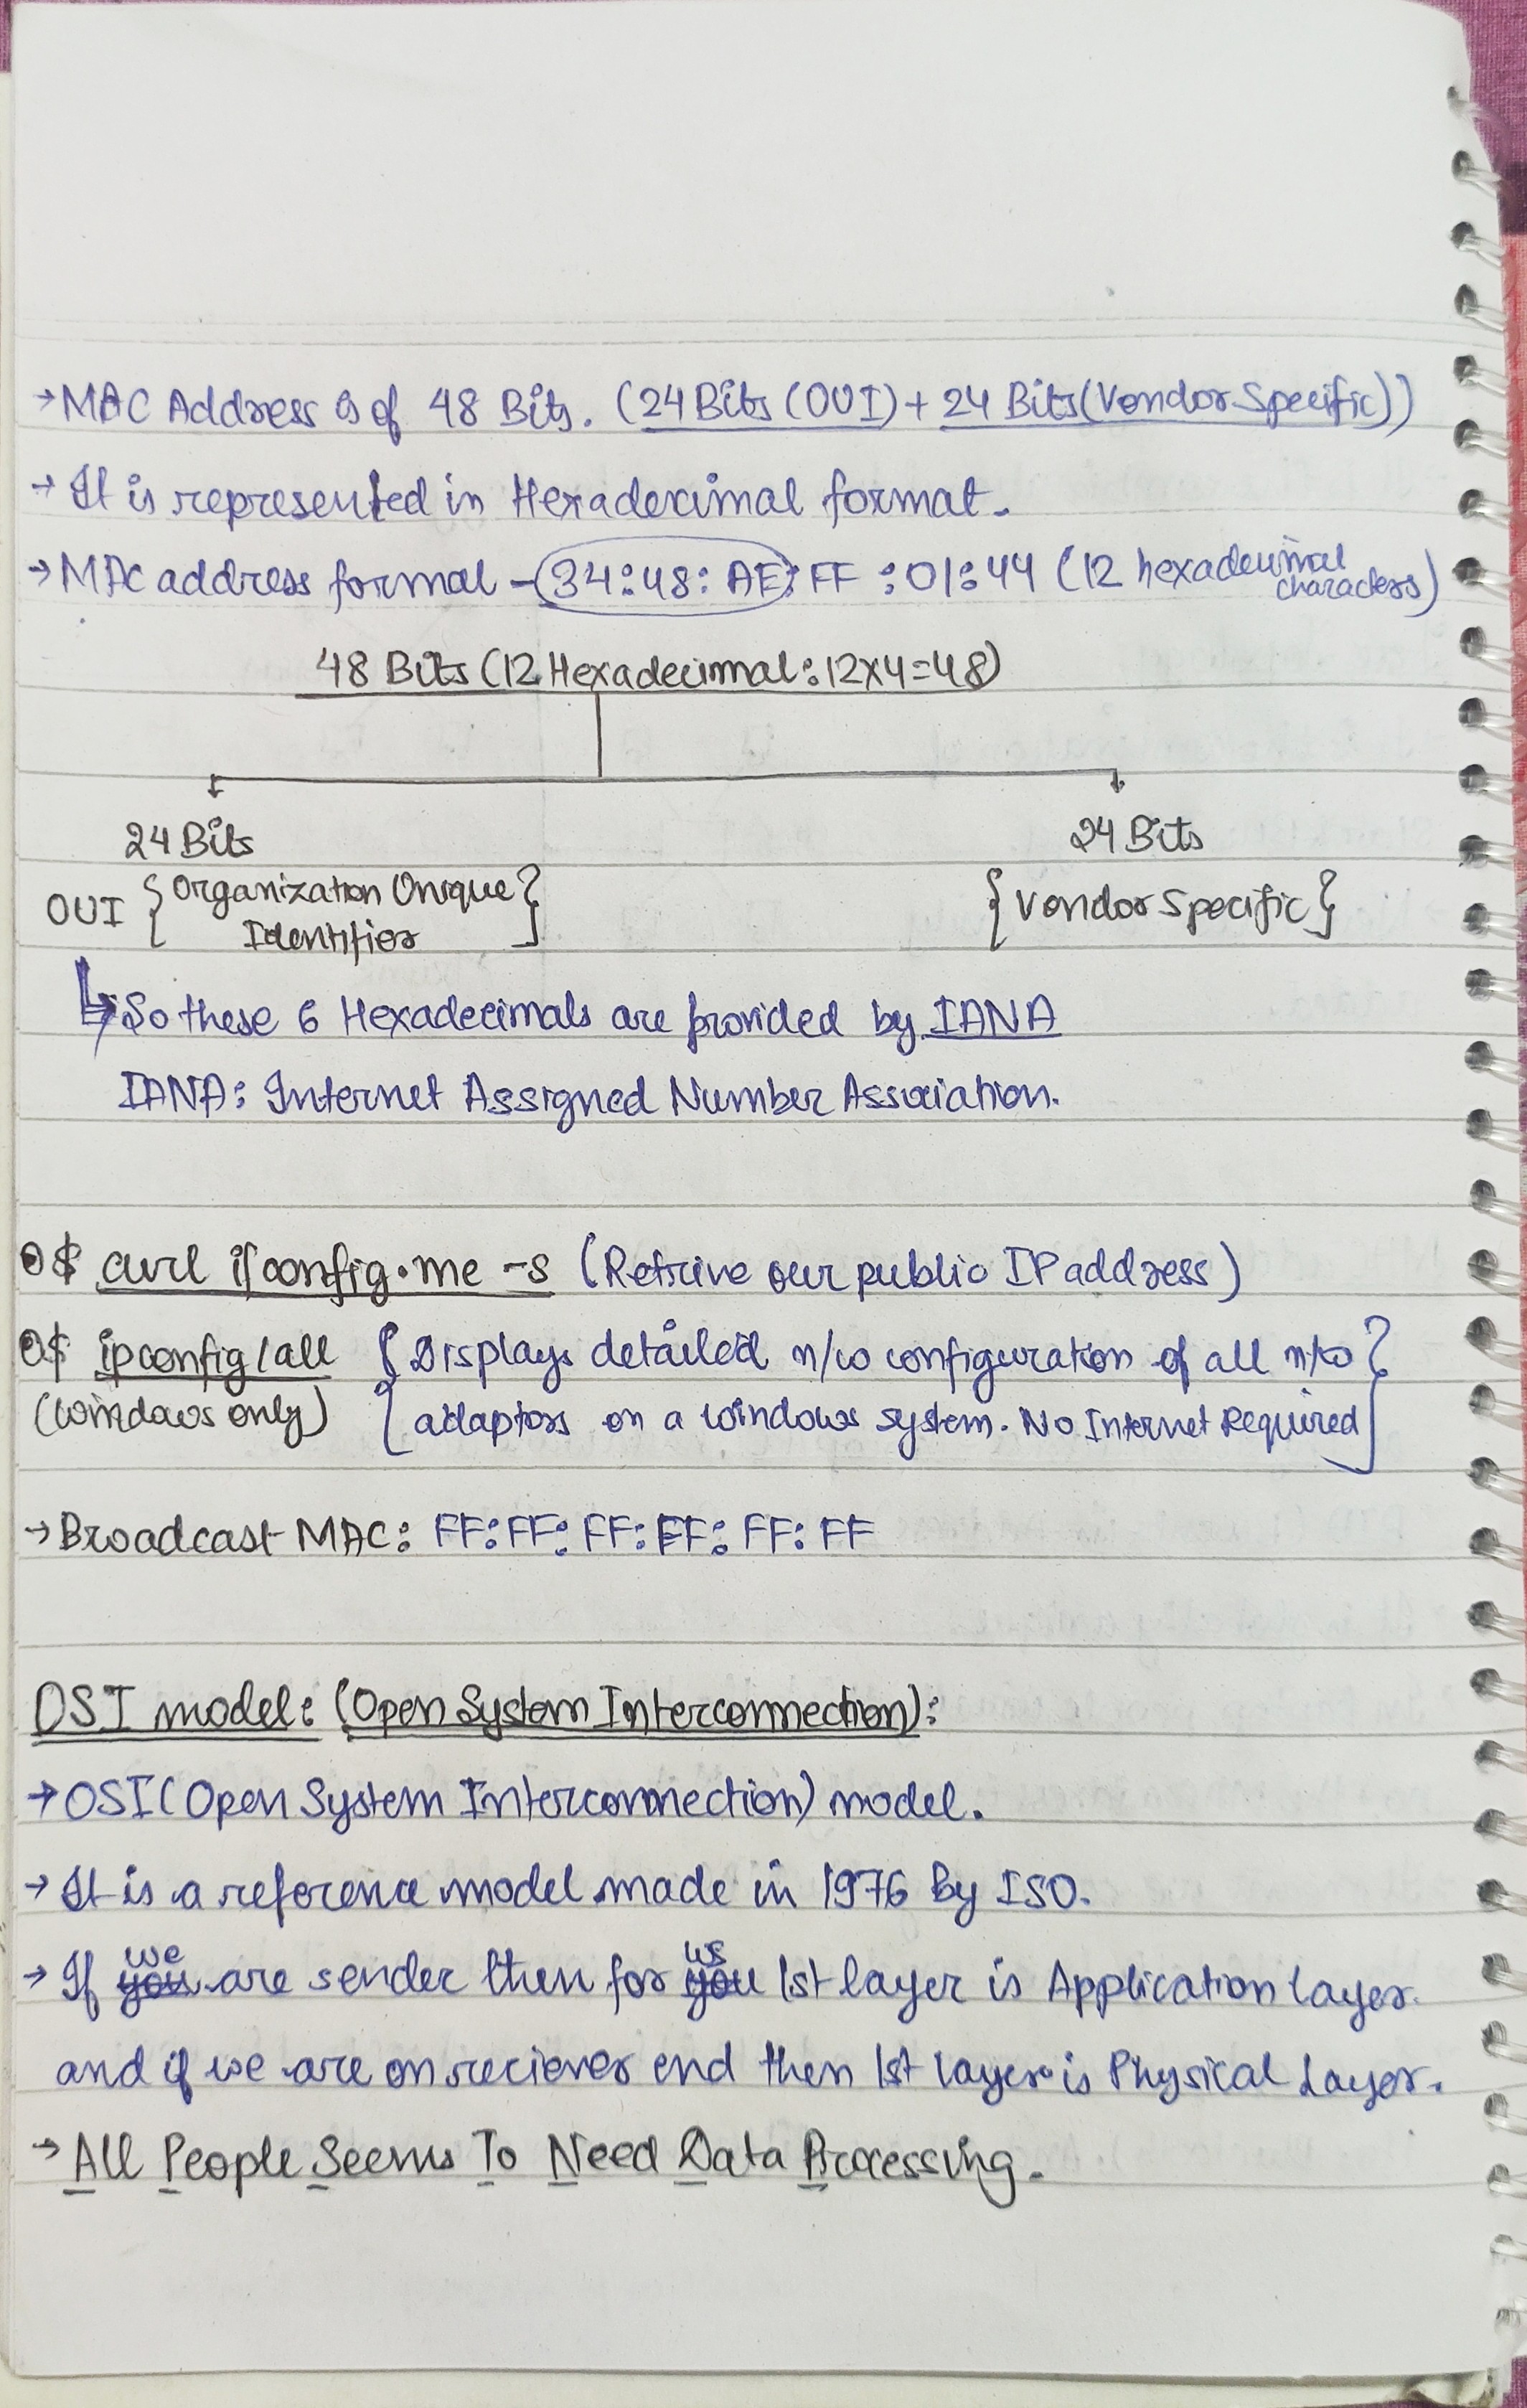 → MAC Address is of 48 Bits. (24 Bits (OUI) + 24 Bits (Vendor Specific))
→ It is represented in Hexadecimal format.
→ MAC address format - 34:48:AE:FF:01:44 (12 hexadecimal characters)
48 Bits (12 Hexadecimal: 12x4=48)
24 Bits 24 Bits
OUI {Organization Unique Identifier} {Vendor Specific}
↳ So these 6 Hexadecimals are provided by IANA
IANA: Internet Assigned Number Association.
$ curl ifconfig.me -s (Retrive our public IP address)
$ ipconfig/all {Displays detailed n/w configuration of all n/w
(windows only) adaptors on a windows system. No Internet Required}
→ Broadcast MAC: FF:FF:FF:FF:FF:FF
OSI model: (Open System Interconnection):
→ OSI (Open System Interconnection) model.
→ It is a reference model made in 1976 by ISO.
→ If we are sender then for us 1st layer is Application Layer.
and if we are on reciever end then 1st layer is Physical Layer.
→ All People Seems To Need Data Processing.